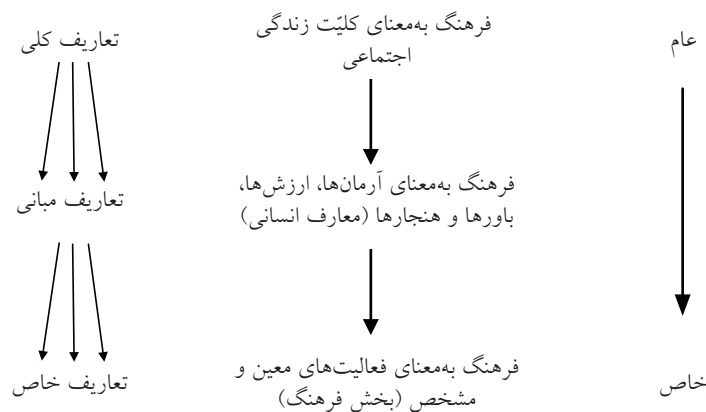 عام
فرهنگ به‌معنای کلیّت زندگی
اجتماعی
تعاریف کلی
فرهنگ به‌معنای آرمان‌ها، ارزش‌ها،
باورها و هنجارها (معارف انسانی)
تعاریف مبانی
خاص
فرهنگ به‌معنای فعالیت‌های معین و
مشخص (بخش فرهنگ)
تعاریف خاص